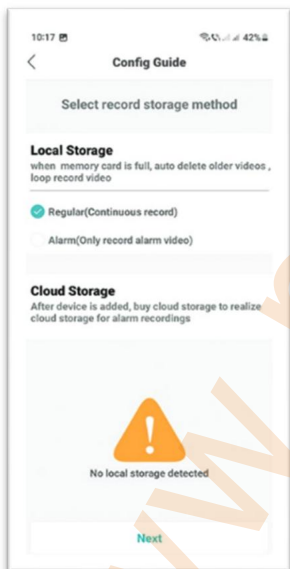 10:17 42%
Config Guide
Select record storage method
Local Storage
when memory card is full, auto delete older videos ,
loop record video
Regular(Continuous record)
Alarm(Only record alarm video)
Cloud Storage
After device is added, buy cloud storage to realize
cloud storage for alarm recordings
No local storage detected
Next